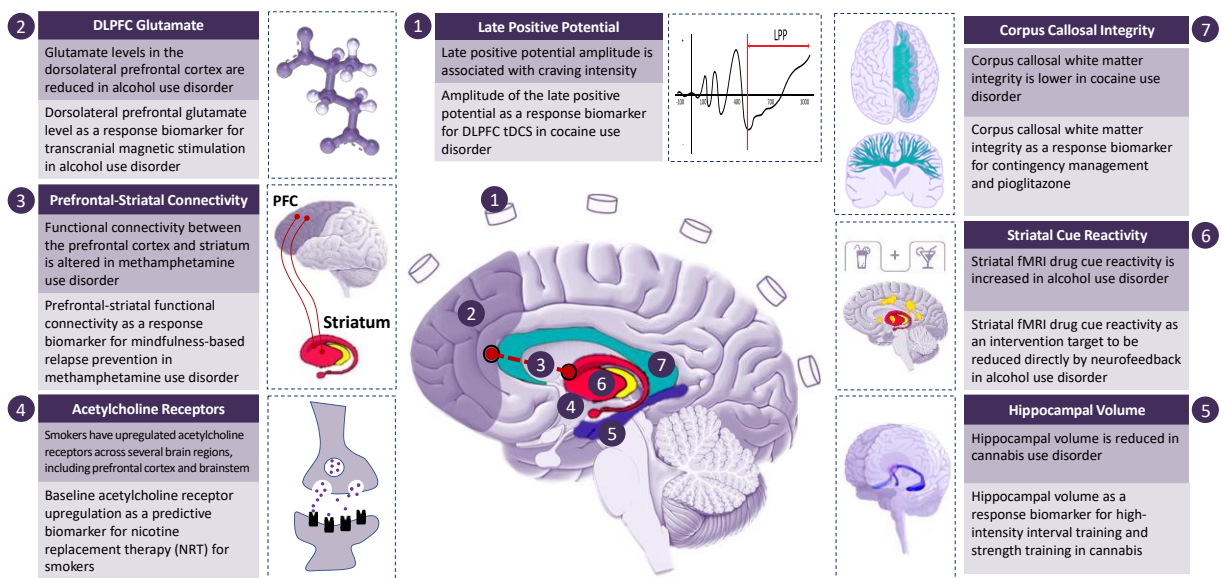 2
DLPFC Glutamate
Glutamate levels in the
dorsolateral prefrontal cortex are
reduced in alcohol use disorder
Dorsolateral prefrontal glutamate
level as a response biomarker for
transcranial magnetic stimulation
in alcohol use disorder
3
Prefrontal-Striatal Connectivity
Functional connectivity between
the prefrontal cortex and striatum
is altered in methamphetamine
use disorder
Prefrontal-striatal functional
connectivity as a response
biomarker for mindfulness-based
relapse prevention in
methamphetamine use disorder
PFC
Striatum
4
Acetylcholine Receptors
Smokers have upregulated acetylcholine
receptors across several brain regions,
including prefrontal cortex and brainstem
Baseline acetylcholine receptor
upregulation as a predictive
biomarker for nicotine
replacement therapy (NRT) for
smokers
1
Late Positive Potential
Late positive potential amplitude is
associated with craving intensity
Amplitude of the late positive
potential as a response biomarker
for DLPFC tDCS in cocaine use
disorder
LPP
-100 100 400 700 1000
1
2
3
7
6
4
5
Corpus Callosal Integrity
7
Corpus callosal white matter
integrity is lower in cocaine use
disorder
Corpus callosal white matter
integrity as a response biomarker
for contingency management
and pioglitazone
Striatal Cue Reactivity
6
Striatal fMRI drug cue reactivity is
increased in alcohol use disorder
Striatal fMRI drug cue reactivity as
an intervention target to be
reduced directly by neurofeedback
in alcohol use disorder
+
Hippocampal Volume
5
Hippocampal volume is reduced in
cannabis use disorder
Hippocampal volume as a
response biomarker for high-
intensity interval training and
strength training in cannabis